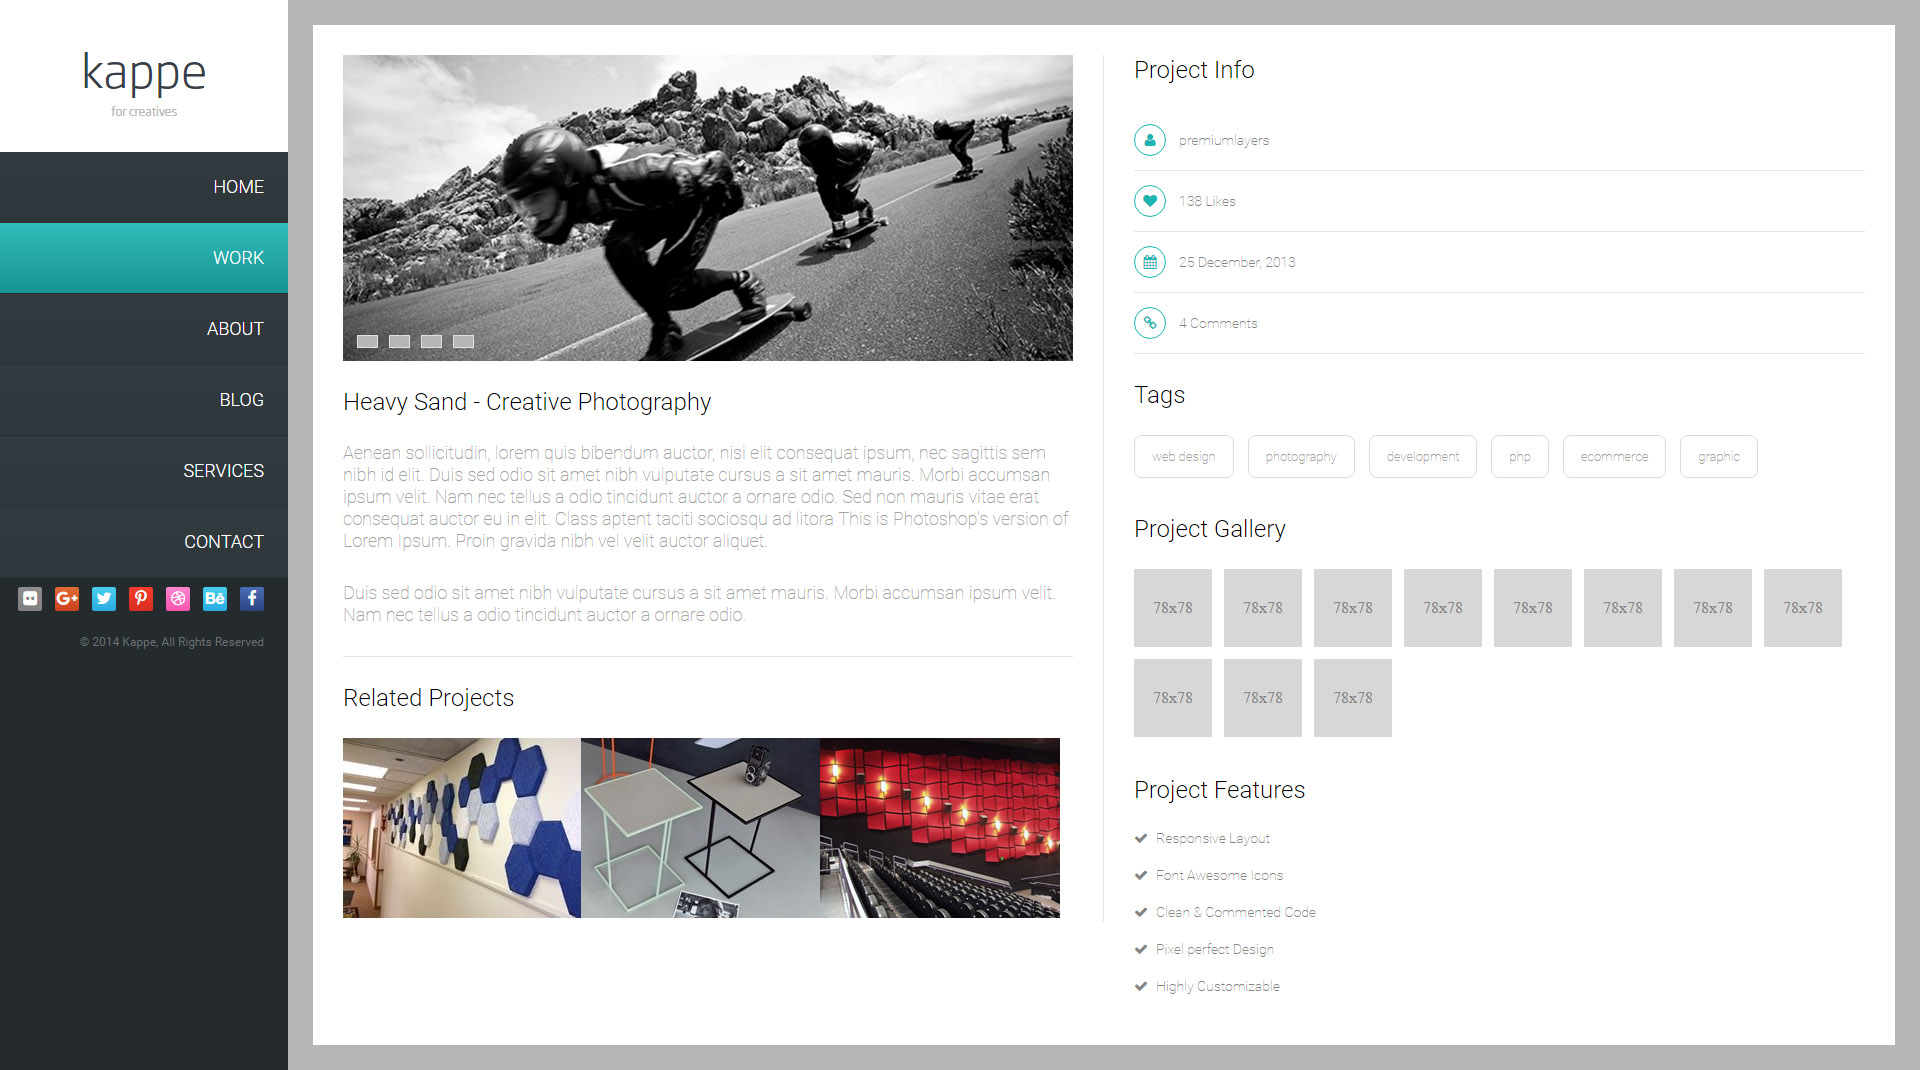 kappe
for creatives
HOME
WORK
ABOUT
BLOG
SERVICES
CONTACT
© 2014 Kappe, All Rights Reserved
Heavy Sand - Creative Photography
Aenean sollicitudin, lorem quis bibendum auctor, nisi elit consequat ipsum, nec sagittis sem
nibh id elit. Duis sed odio sit amet nibh vulputate cursus a sit amet mauris. Morbi accumsan
ipsum velit. Nam nec tellus a odio tincidunt auctor a ornare odio. Sed non mauris vitae erat
consequat auctor eu in elit. Class aptent taciti sociosqu ad litora This is Photoshop's version of
Lorem Ipsum. Proin gravida nibh vel velit auctor aliquet.
Duis sed odio sit amet nibh vulputate cursus a sit amet mauris. Morbi accumsan ipsum velit.
Nam nec tellus a odio tincidunt auctor a ornare odio.
Related Projects
Project Info
premiumlayers
138 Likes
25 December, 2013
4 Comments
Tags
web design photography development php ecommerce graphic
Project Gallery
78x78 78x78 78x78 78x78 78x78 78x78 78x78 78x78
78x78 78x78 78x78
Project Features
Responsive Layout
Font Awesome Icons
Clean & Commented Code
Pixel perfect Design
Highly Customizable